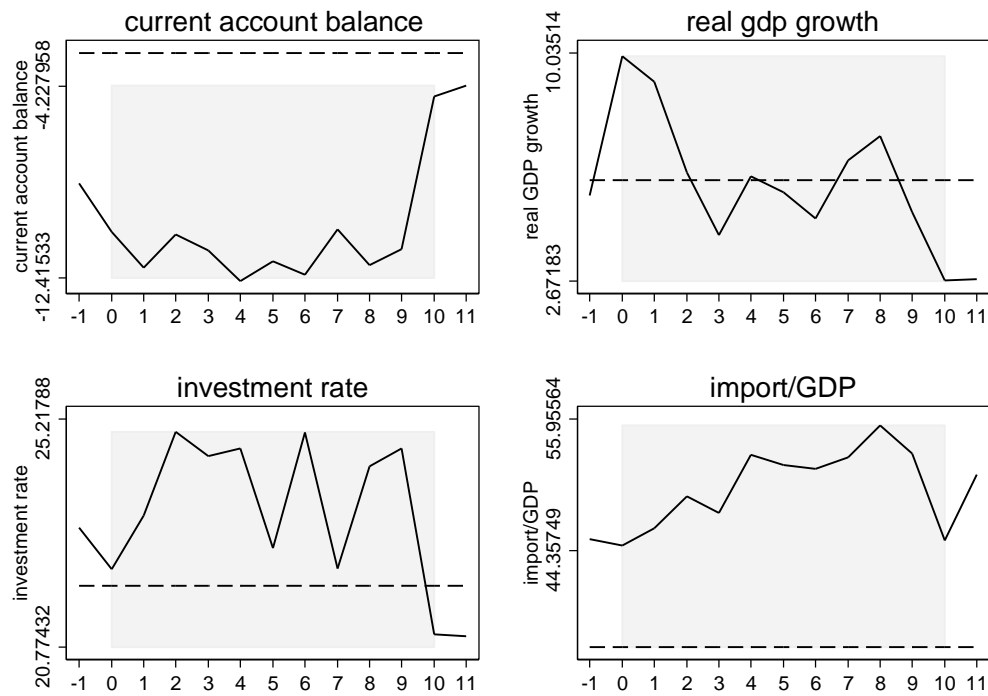 current account balance
current account balance
-4.227958
-12.41533
-1 0 1 2 3 4 5 6 7 8 9 10 11
real gdp growth
real GDP growth
10.03514
2.67183
-1 0 1 2 3 4 5 6 7 8 9 10 11
investment rate
investment rate
25.21788
20.77432
-1 0 1 2 3 4 5 6 7 8 9 10 11
import/GDP
import/GDP
55.95564
44.35749
-1 0 1 2 3 4 5 6 7 8 9 10 11